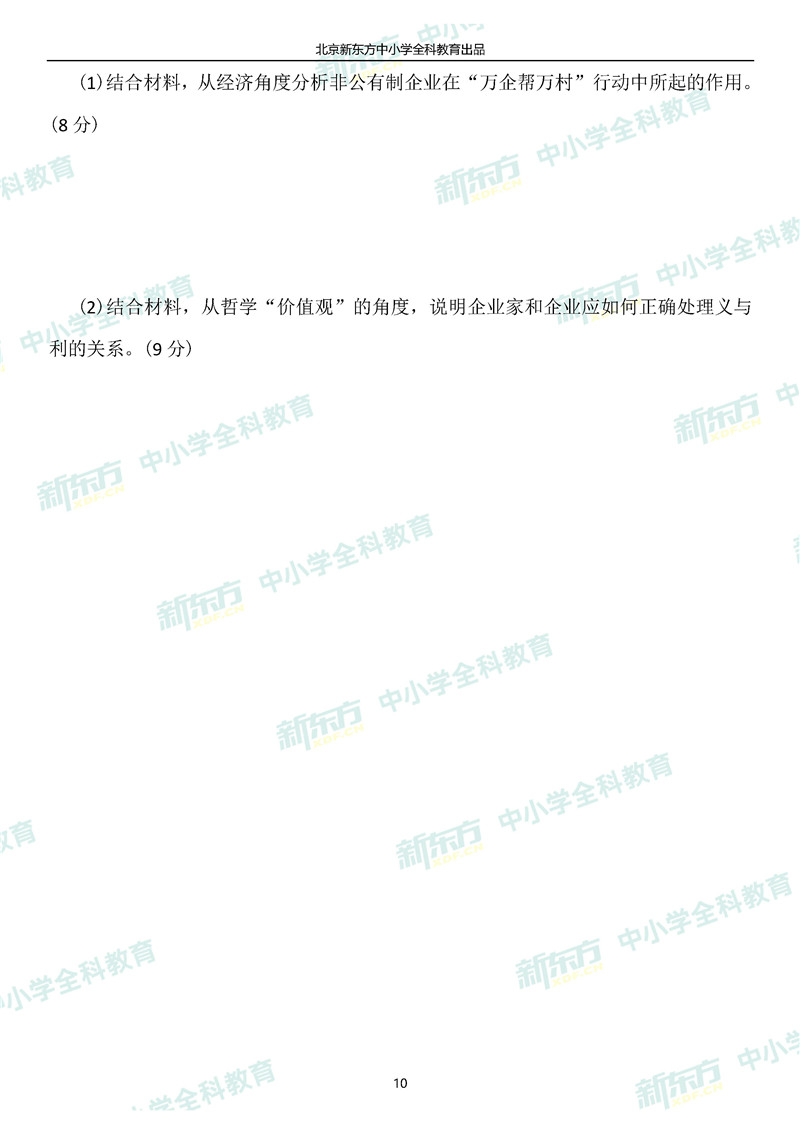 北京新东方中小学全科教育出品
(1)结合材料，从经济角度分析非公有制企业在“万企帮万村”行动中所起的作用。
(8 分)
(2)结合材料，从哲学“价值观”的角度，说明企业家和企业应如何正确处理义与
利的关系。(9 分)
新东方 XDF.CN 中小学全科教育
10